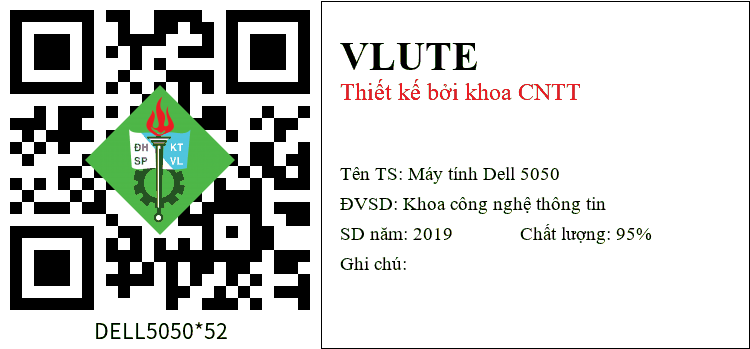 ĐH KT
SP VL
DELL5050*52
VLUTE
Thiết kế bởi khoa CNTT
Tên TS: Máy tính Dell 5050
ĐVSD: Khoa công nghệ thông tin
SD năm: 2019 Chất lượng: 95%
Ghi chú: